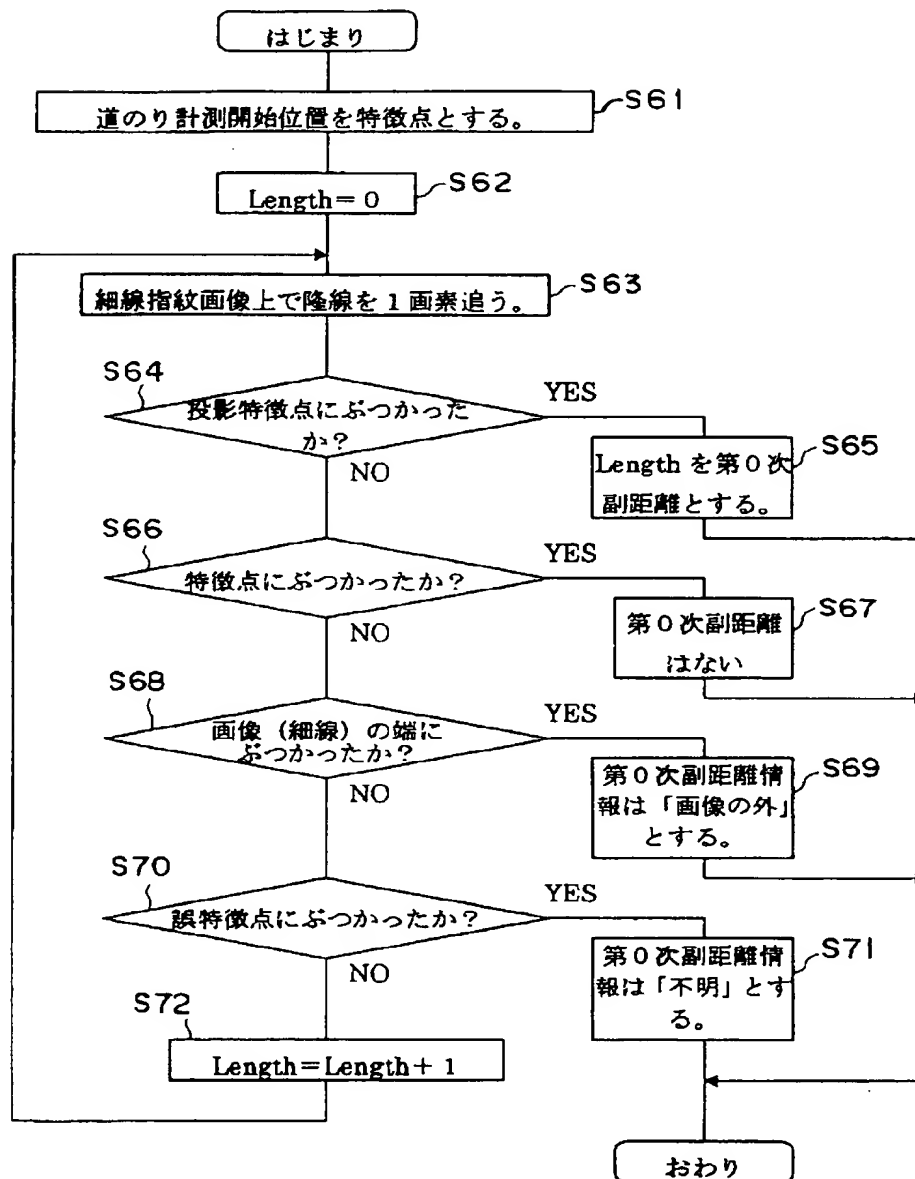 はじまり
S61
道のり計測開始位置を特徴点とする。
S62
Length=0
S63
細線指紋画像上で隆線を1画素追う。
S64
投影特徴点にぶつかった
か?
YES
NO
S65
Lengthを第0次
副距離とする。
S66
特徴点にぶつかったか?
YES
NO
S67
第0次副距離
はない
S68
画像(細線)の端に
ぶつかったか?
YES
NO
S69
第0次副距離情
報は「画像の外」
とする。
S70
誤特徴点にぶつかったか?
YES
NO
S71
第0次副距離情
報は「不明」とす
る。
S72
Length=Length+1
おわり